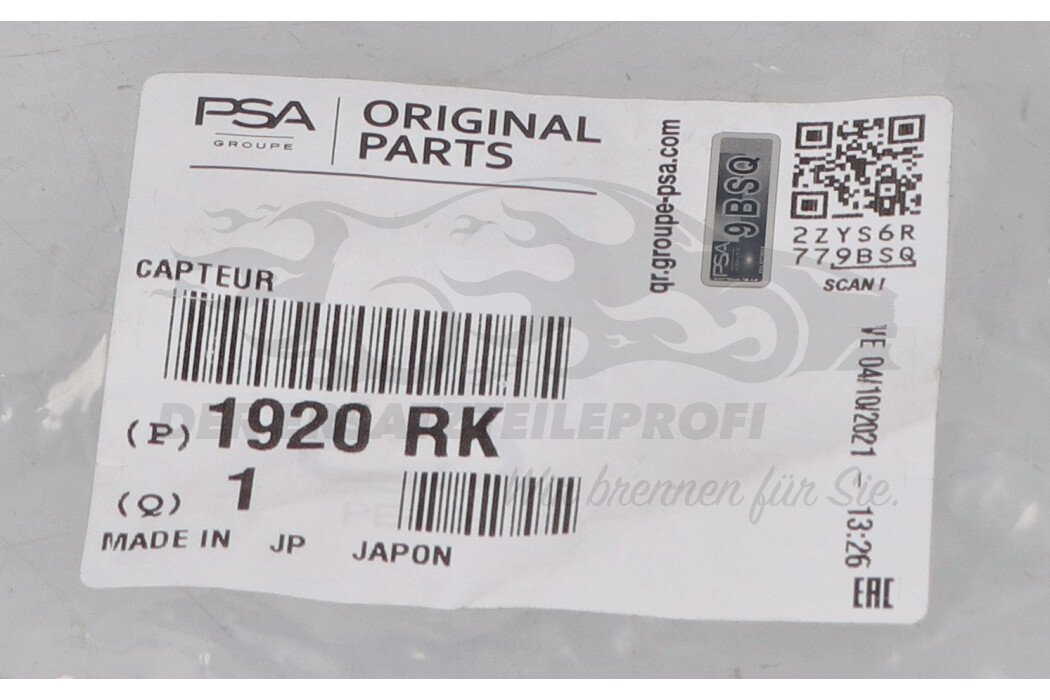 PSA
GROUPE
ORIGINAL
PARTS
qr.groupe-psa.com
PSA
9BSQ
2ZYS6R
779BSQ
SCAN!
CAPTEUR
(P) 1920 RK
DER ERSATZTEILEPROFI
Wir brennen für Sie.
(Q) 1
MADE IN JP JAPON
VE 04/10/2021 - 13:26
EAC